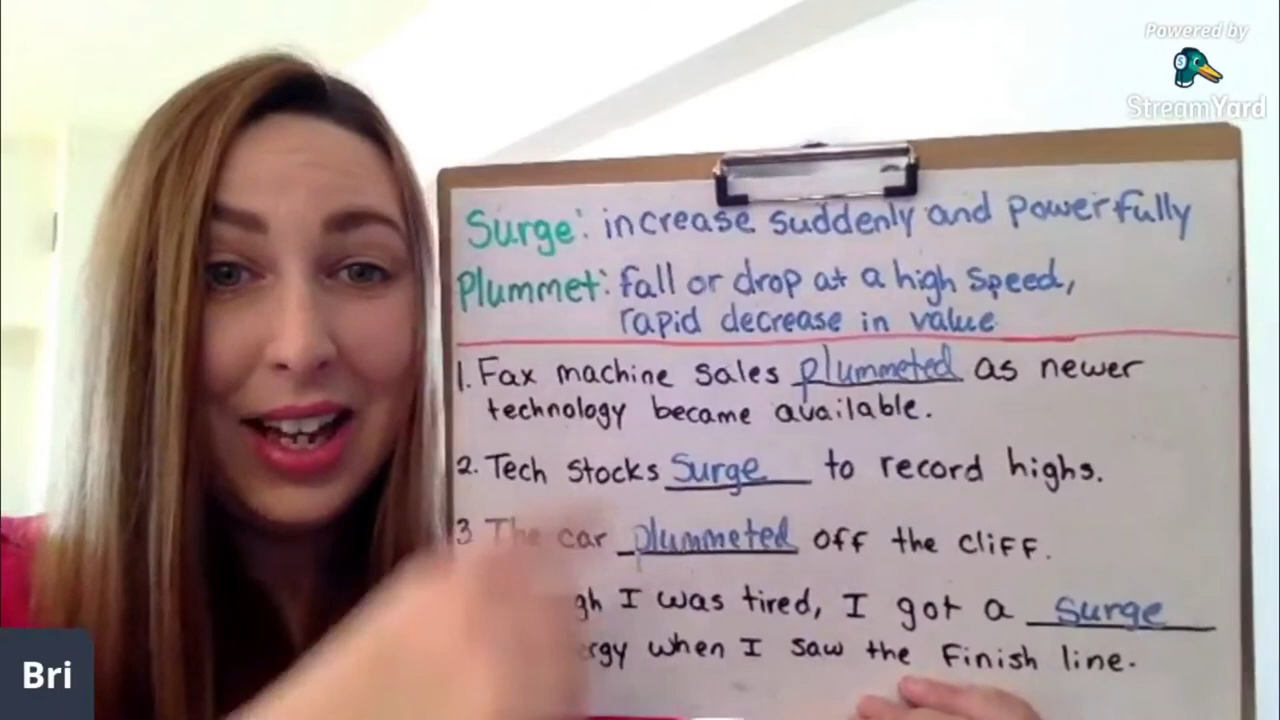 Powered by
StreamYard
Surge: increase suddenly and powerfully
Plummet: fall or drop at a high speed,
rapid decrease in value
1. Fax machine sales plummeted as newer
technology became available.
2. Tech stocks surge to record highs.
3 The car plummeted off the cliff.
gh I was tired, I got a surge
rgy when I saw the finish line.
Bri